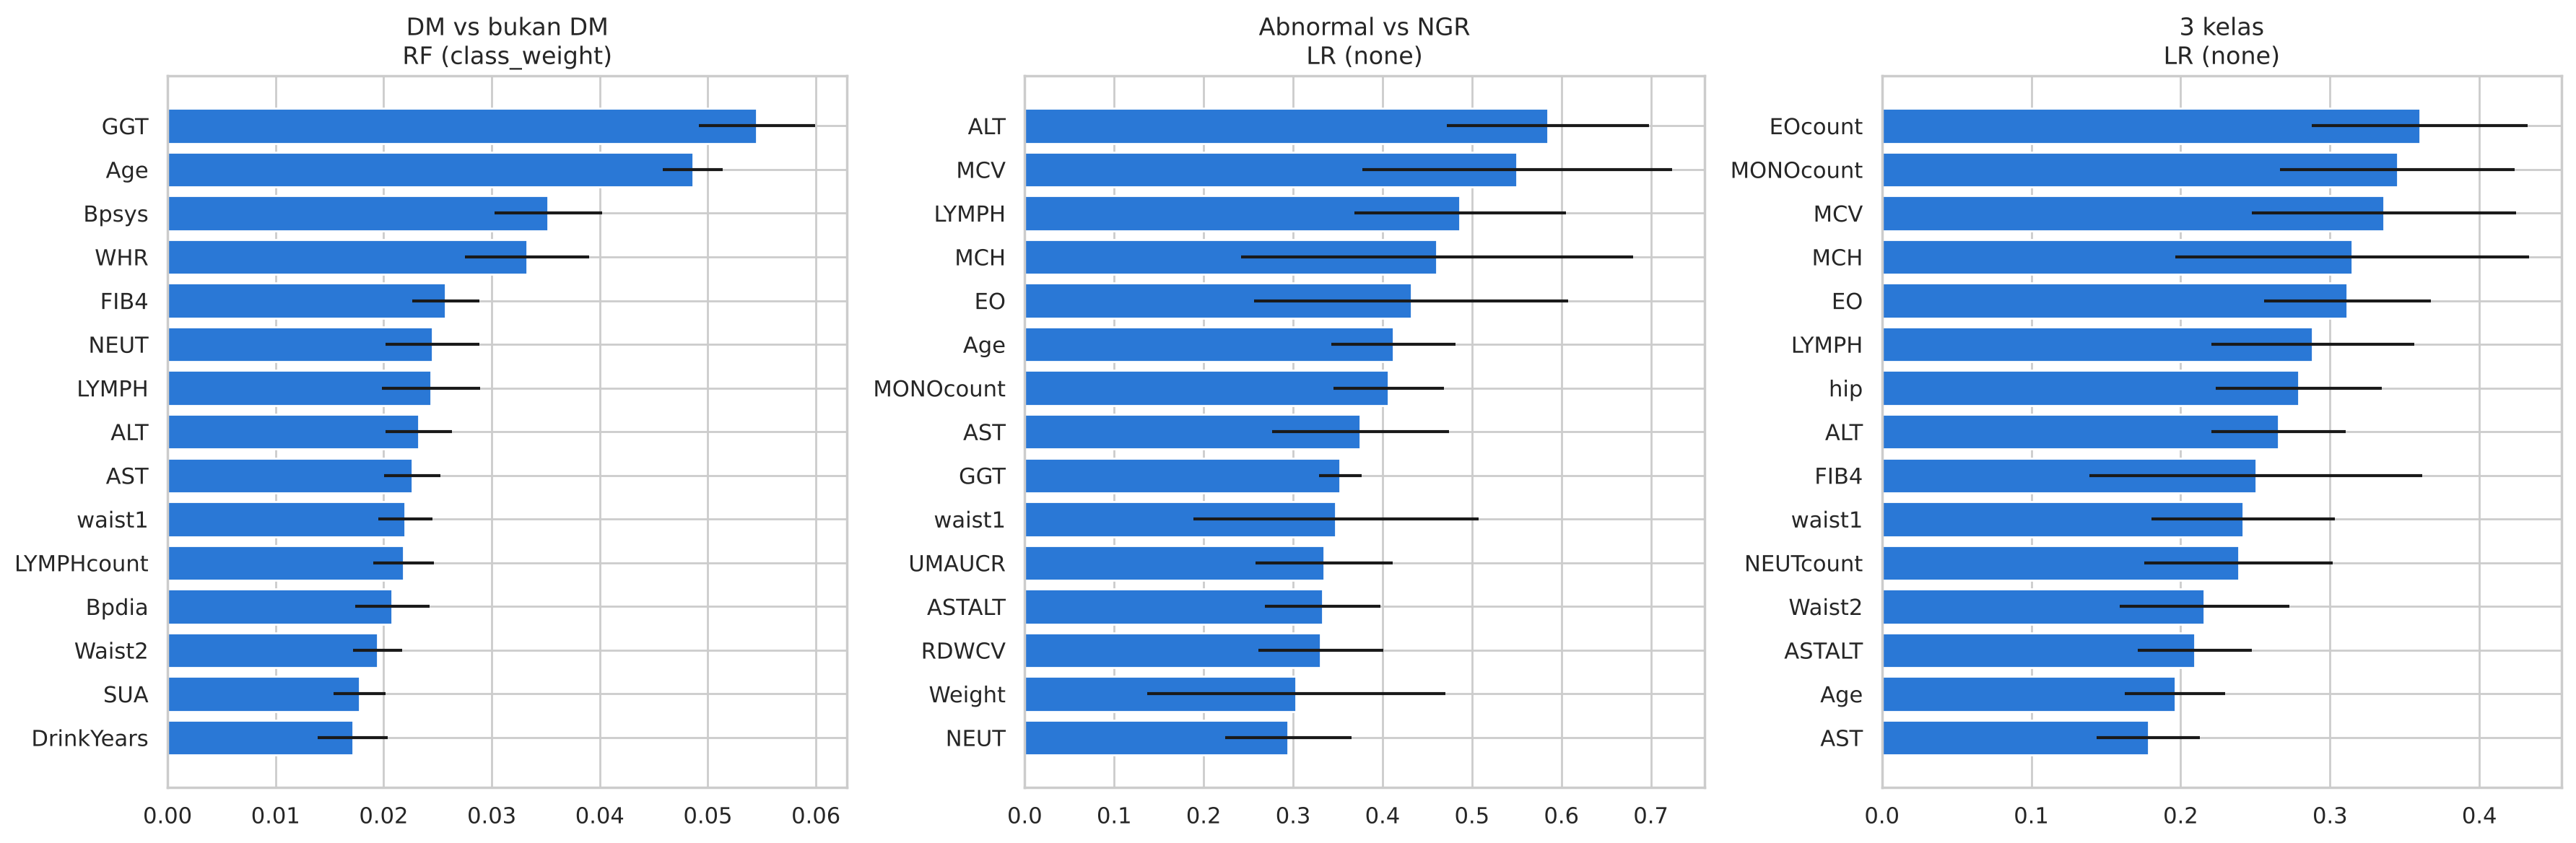 DM vs bukan DM
RF (class_weight)
GGT
Age
Bpsys
WHR
FIB4
NEUT
LYMPH
ALT
AST
waist1
LYMPHcount
Bpdia
Waist2
SUA
DrinkYears
0.00 0.01 0.02 0.03 0.04 0.05 0.06
Abnormal vs NGR
LR (none)
ALT
MCV
LYMPH
MCH
EO
Age
MONOcount
AST
GGT
waist1
UMAUCR
ASTALT
RDWCV
Weight
NEUT
0.0 0.1 0.2 0.3 0.4 0.5 0.6 0.7
3 kelas
LR (none)
EOcount
MONOcount
MCV
MCH
EO
LYMPH
hip
ALT
FIB4
waist1
NEUTcount
Waist2
ASTALT
Age
AST
0.0 0.1 0.2 0.3 0.4